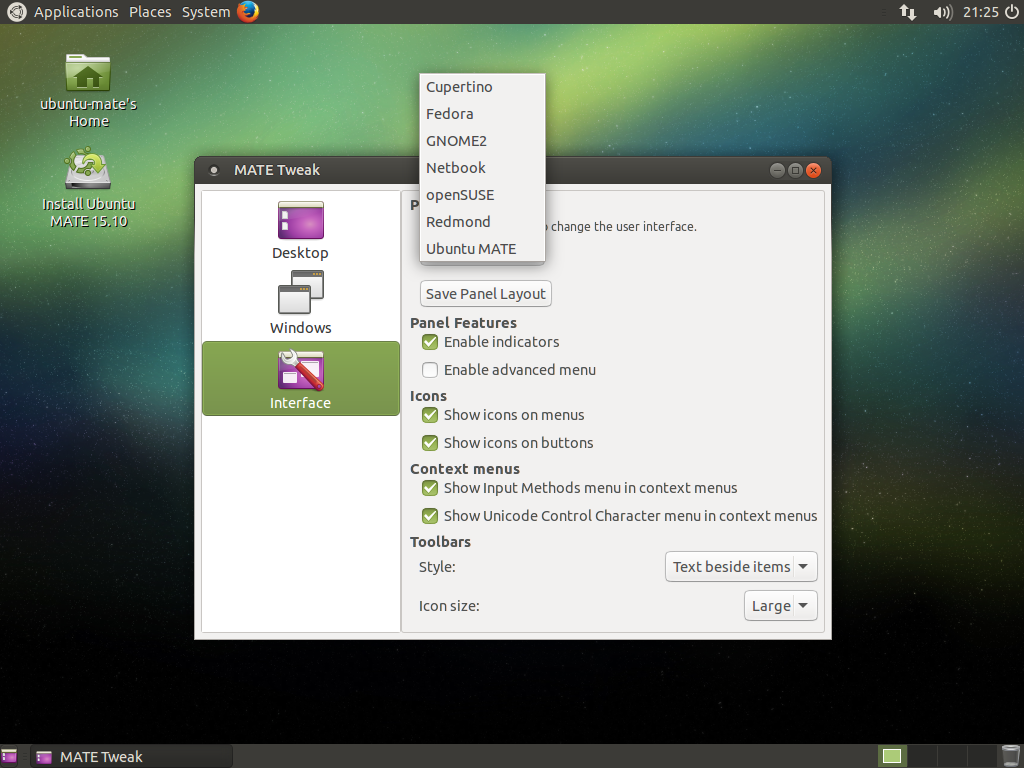 Applications Places System
21:25
ubuntu-mate's
Home
Install Ubuntu
MATE 15.10
MATE Tweak
Cupertino
Fedora
GNOME2
Netbook
openSUSE
Redmond
Ubuntu MATE
Desktop
Windows
Interface
change the user interface.
Save Panel Layout
Panel Features
Enable indicators
Enable advanced menu
Icons
Show icons on menus
Show icons on buttons
Context menus
Show Input Methods menu in context menus
Show Unicode Control Character menu in context menus
Toolbars
Style:
Text beside items
Icon size:
Large
MATE Tweak